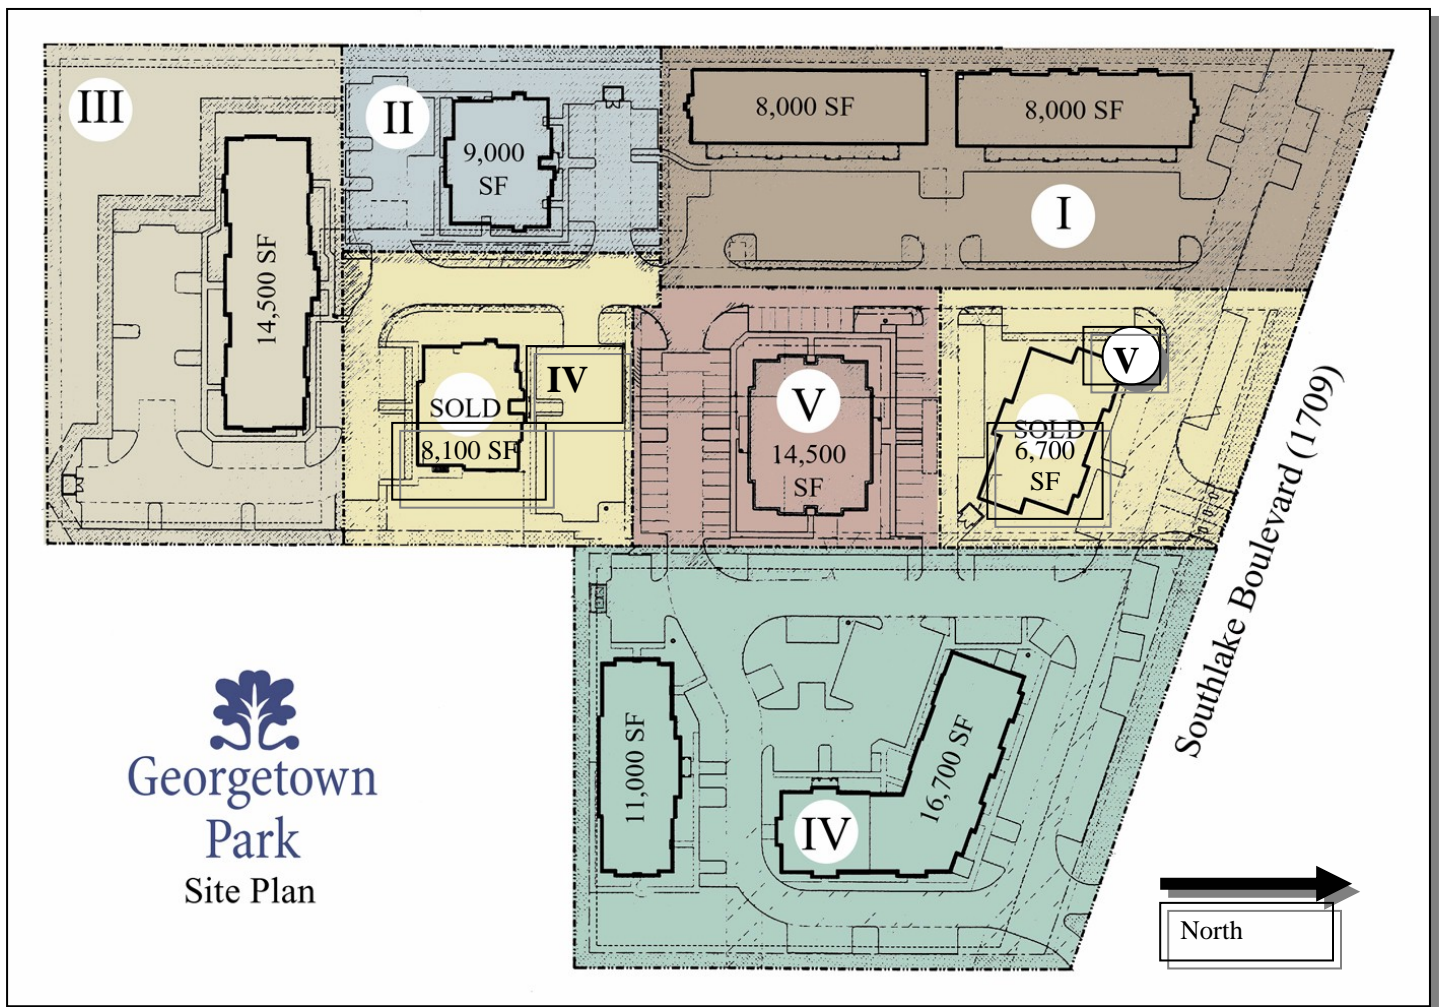 III
II
9,000
SF
8,000 SF
8,000 SF
I
14,500 SF
IV
SOLD
8,100 SF
V
14,500
SF
V
SOLD
6,700
SF
Southlake Boulevard (1709)
11,000 SF
IV
16,700 SF
Georgetown
Park
Site Plan
North